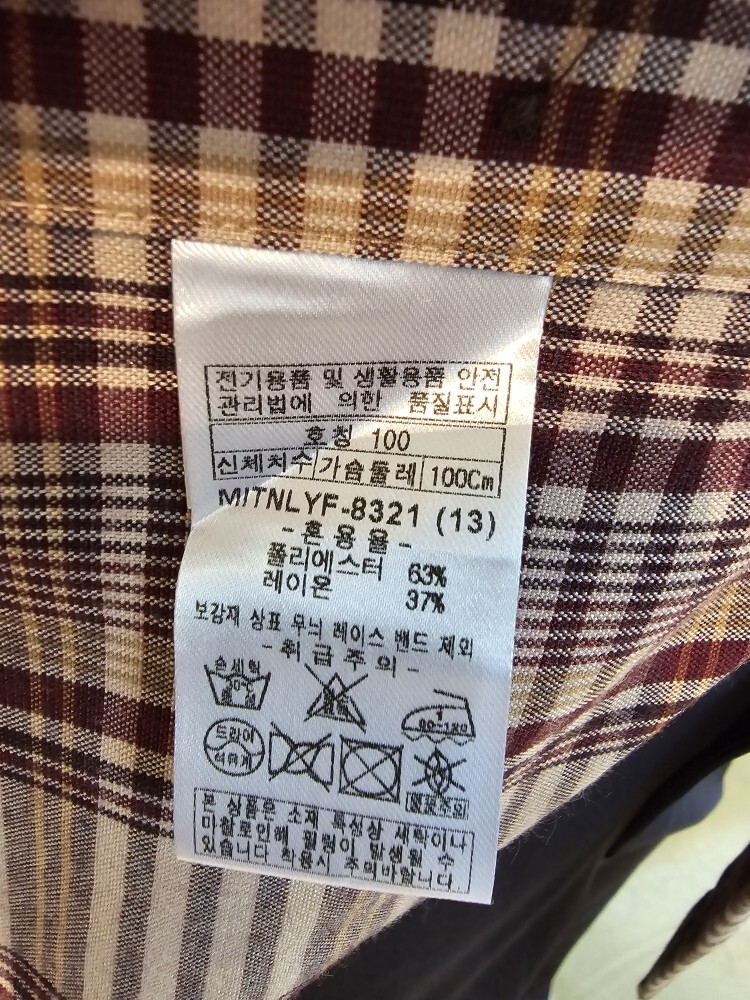 전기용품 및 생활용품 안전
관리법에 의한 품질표시
호칭 100
신체치수 가슴둘레 100Cm
MITNLYF-8321 (13)
- 혼용율 -
폴리에스터 63%
레이온 37%
보강재 상표 무늬 레이스 밴드 제외
- 취급주의 -
손세탁
드라이
석유계
본 상품은 소재 특성상 세탁이나
마찰로인해 필링이 발생될 수
있습니다 착용시 주의바랍니다